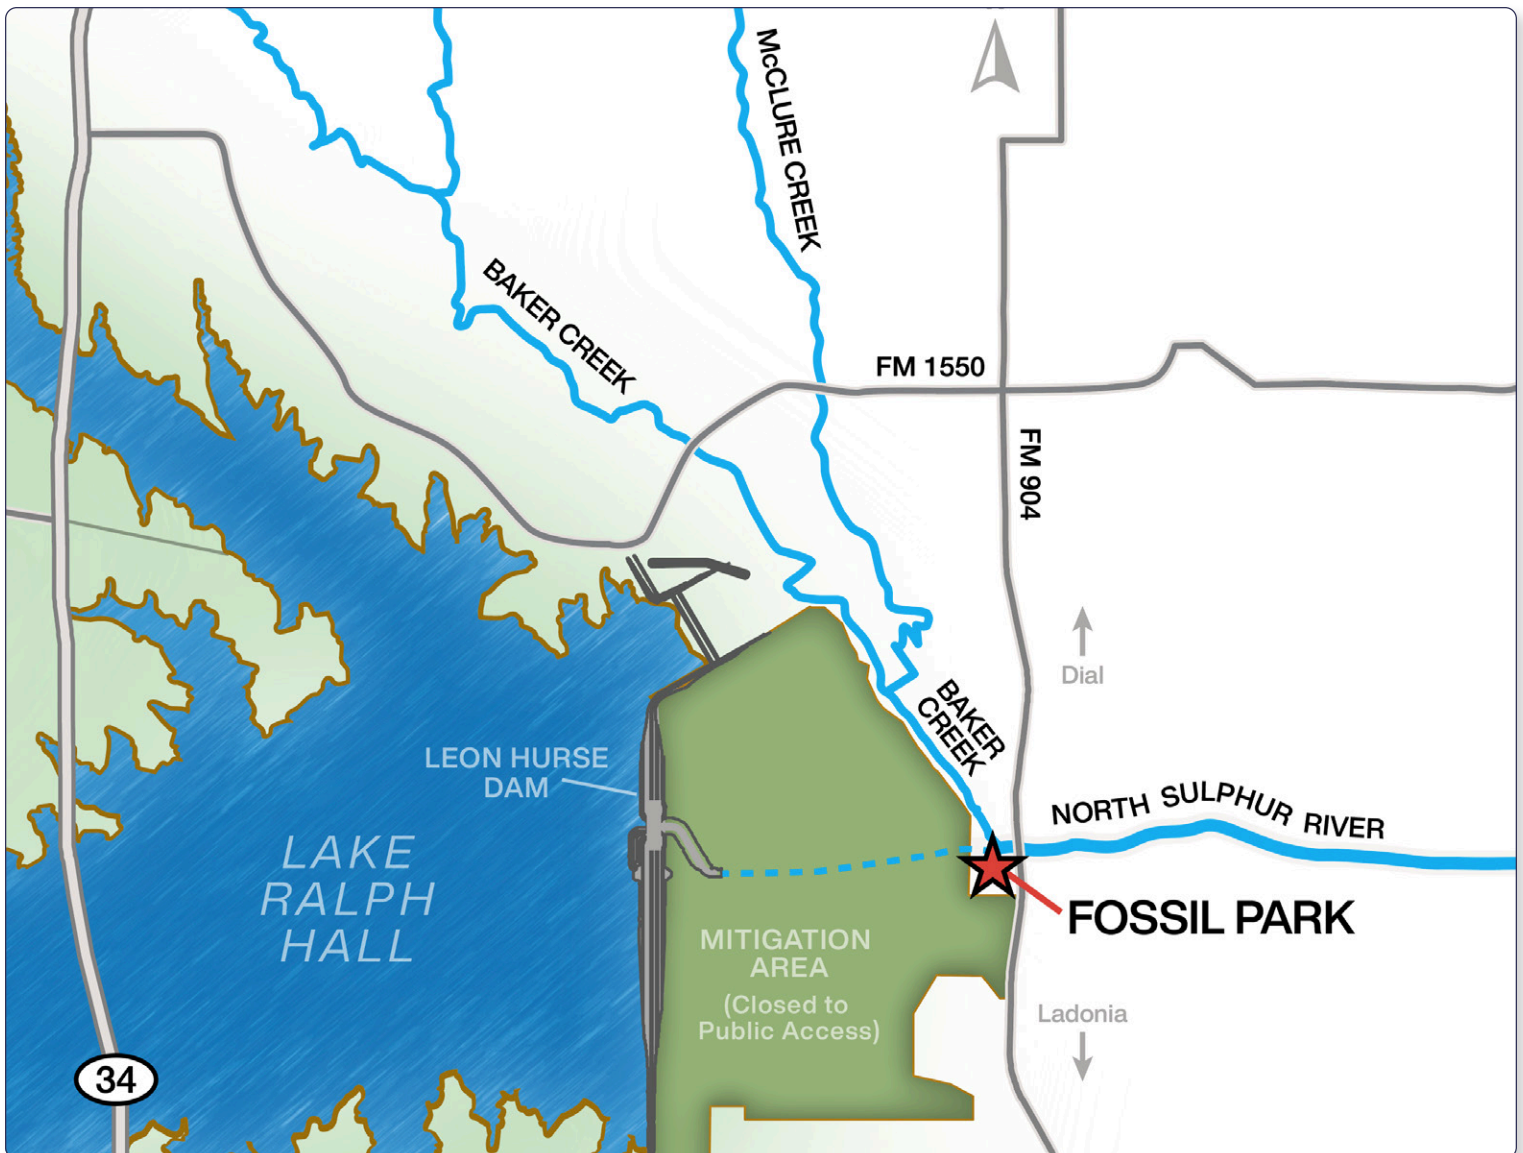 McCLURE CREEK
BAKER CREEK
FM 1550
FM 904
Dial
BAKER
CREEK
LEON HURSE
DAM
NORTH SULPHUR RIVER
LAKE
RALPH
HALL
FOSSIL PARK
MITIGATION
AREA
(Closed to
Public Access)
Ladonia
34